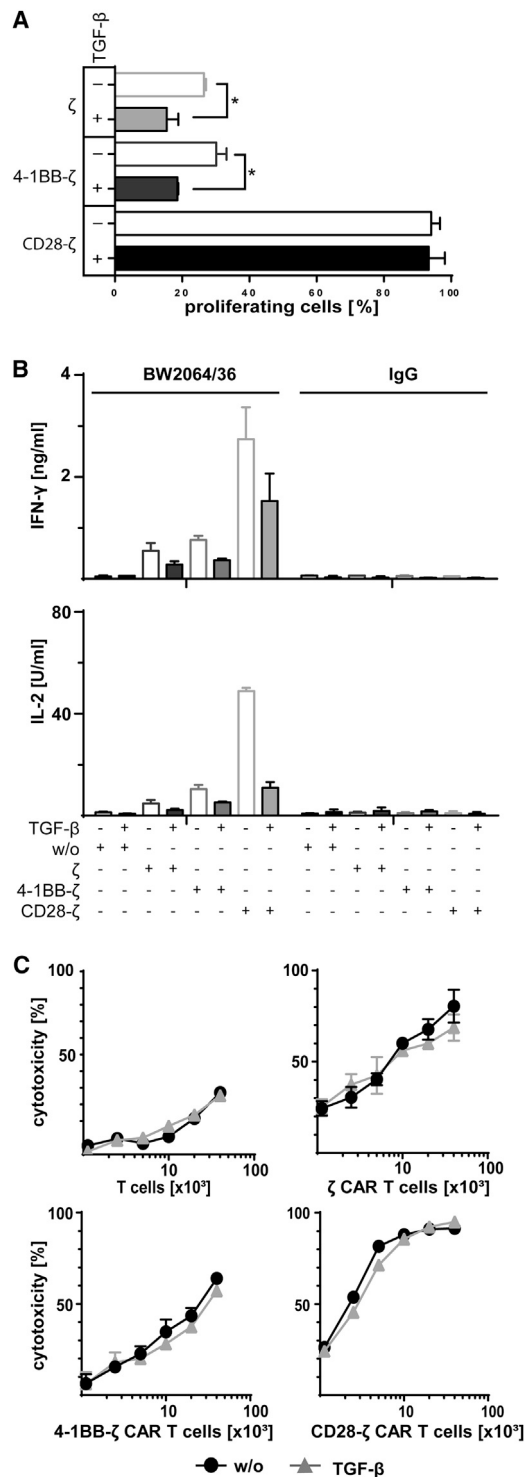 A
TGF-β
ζ
−
+
*
4-1BB-ζ
−
+
*
CD28-ζ
−
+
0 20 40 60 80 100
proliferating cells [%]
B
BW2064/36 IgG
4
2
IFN-γ [ng/ml]
80
40
0
IL-2 [U/ml]
TGF-β - + - + - + - + - + - + - + - +
w/o + + - - - - - - + + - - - - - -
ζ - - + + - - - - - - + + - - - -
4-1BB-ζ - - - - + + - - - - - - + + - -
CD28-ζ - - - - - - + + - - - - - - + +
C
100
50
cytotoxicity [%]
10 100
T cells [x10³]
100
50
10 100
ζ CAR T cells [x10³]
100
50
cytotoxicity [%]
10 100
4-1BB-ζ CAR T cells [x10³]
100
50
10 100
CD28-ζ CAR T cells [x10³]
w/o TGF-β